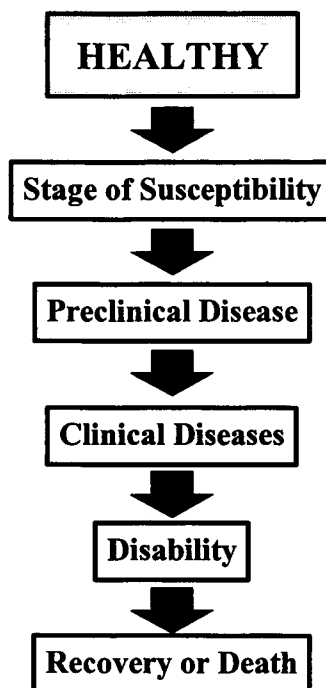 HEALTHY
Stage of Susceptibility
Preclinical Disease
Clinical Diseases
Disability
Recovery or Death